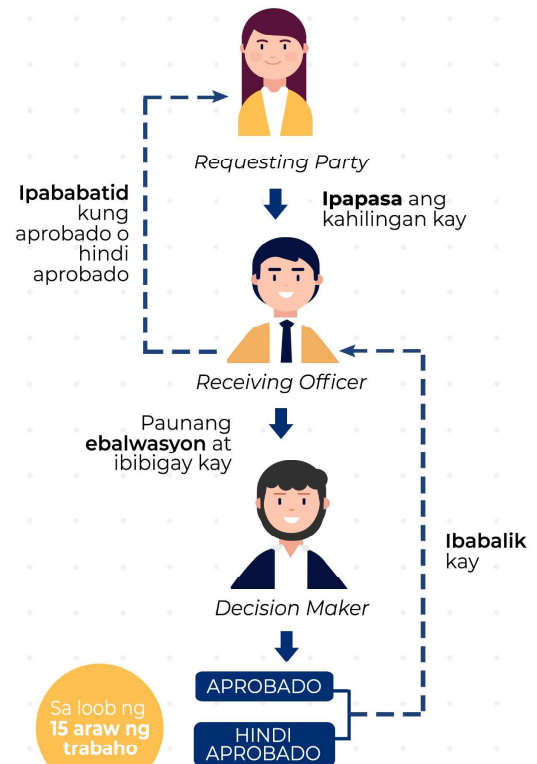 Requesting Party
Ipababatid
kung
aprobado o
hindi
aprobado
Ipapasa ang
kahilingan kay
Receiving Officer
Paunang
ebalwasyon at
ibibigay kay
Ibabalik
kay
Decision Maker
APROBADO
HINDI
APROBADO
Sa loob ng
15 araw ng
trabaho